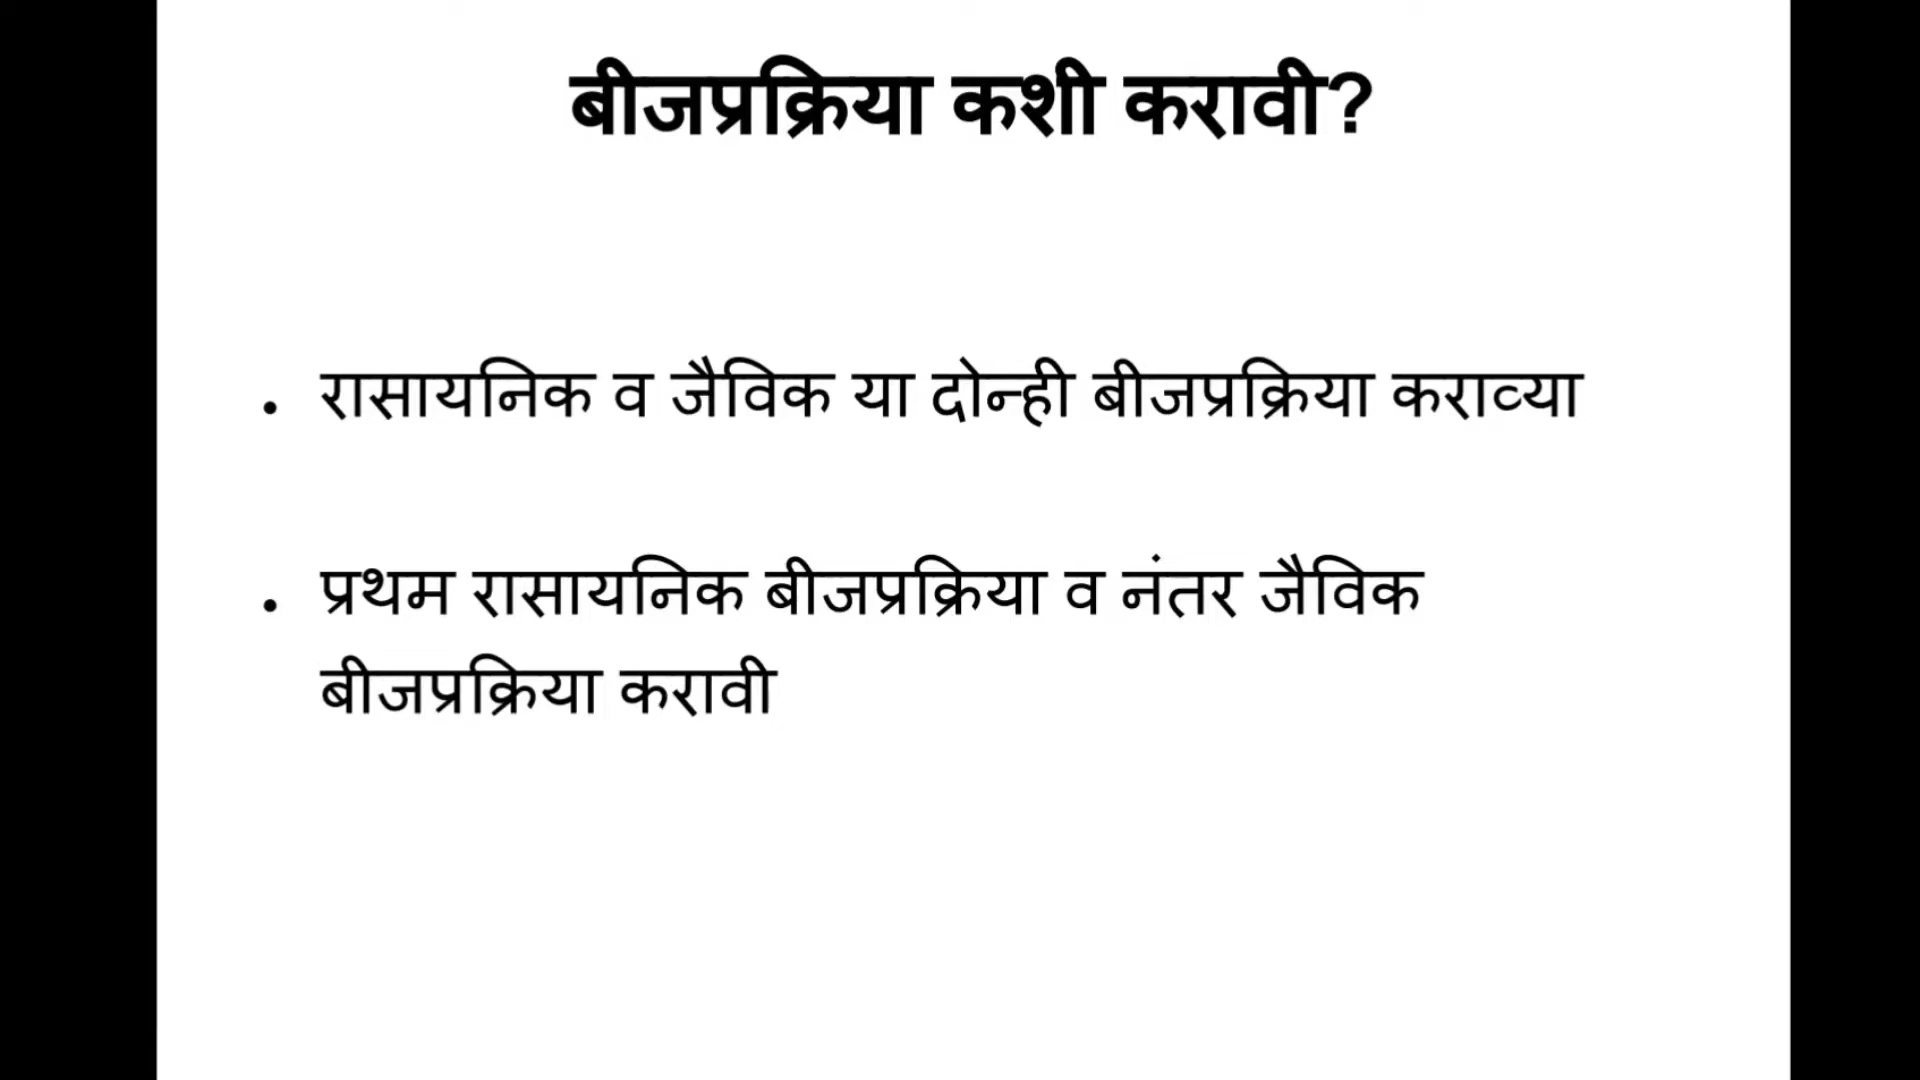 बीजप्रक्रिया कशी करावी?
• रासायनिक व जैविक या दोन्ही बीजप्रक्रिया कराव्या
• प्रथम रासायनिक बीजप्रक्रिया व नंतर जैविक
बीजप्रक्रिया करावी